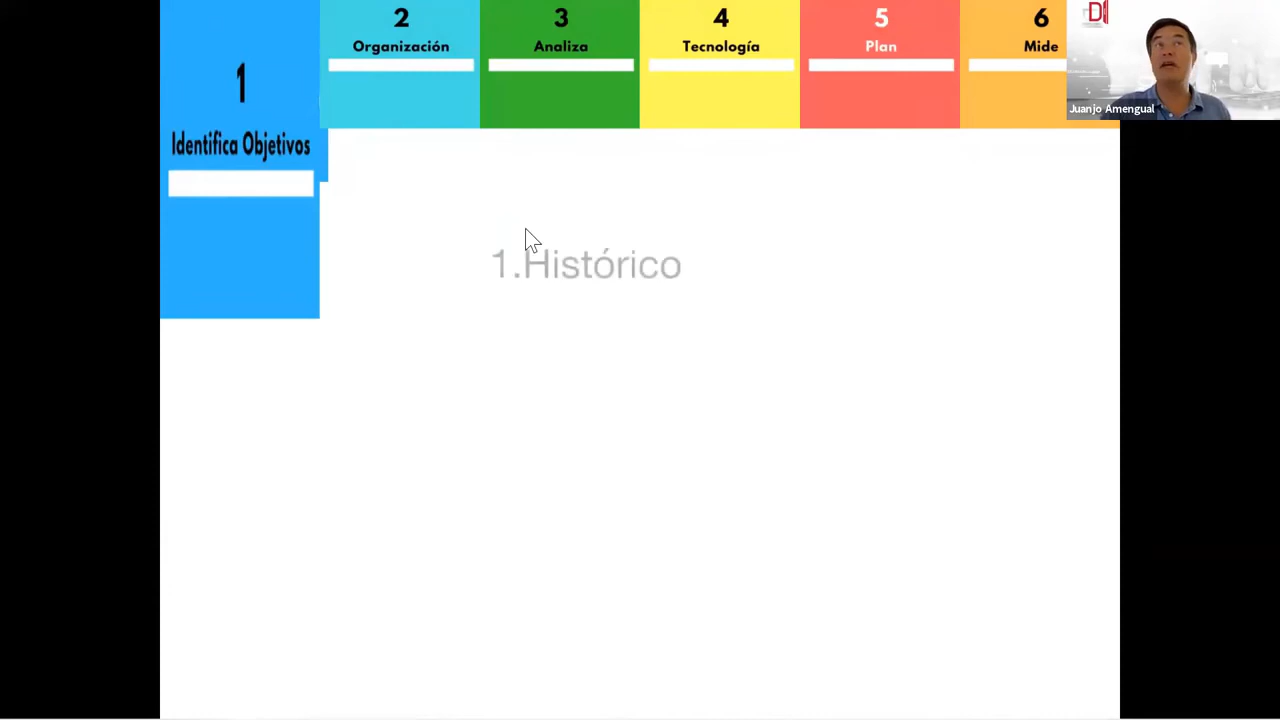 1
Identifica Objetivos
2
Organización
3
Analiza
4
Tecnología
5
Plan
6
Mide
Juanjo Amengual
1.Histórico